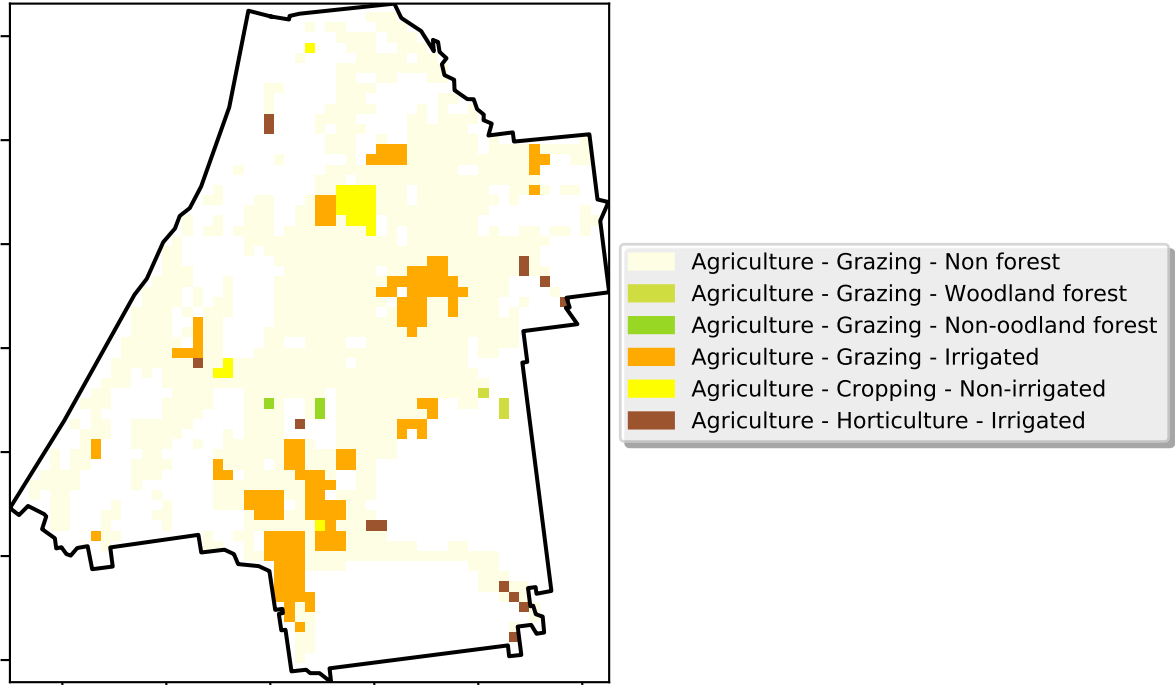 Agriculture - Grazing - Non forest
Agriculture - Grazing - Woodland forest
Agriculture - Grazing - Non-oodland forest
Agriculture - Grazing - Irrigated
Agriculture - Cropping - Non-irrigated
Agriculture - Horticulture - Irrigated